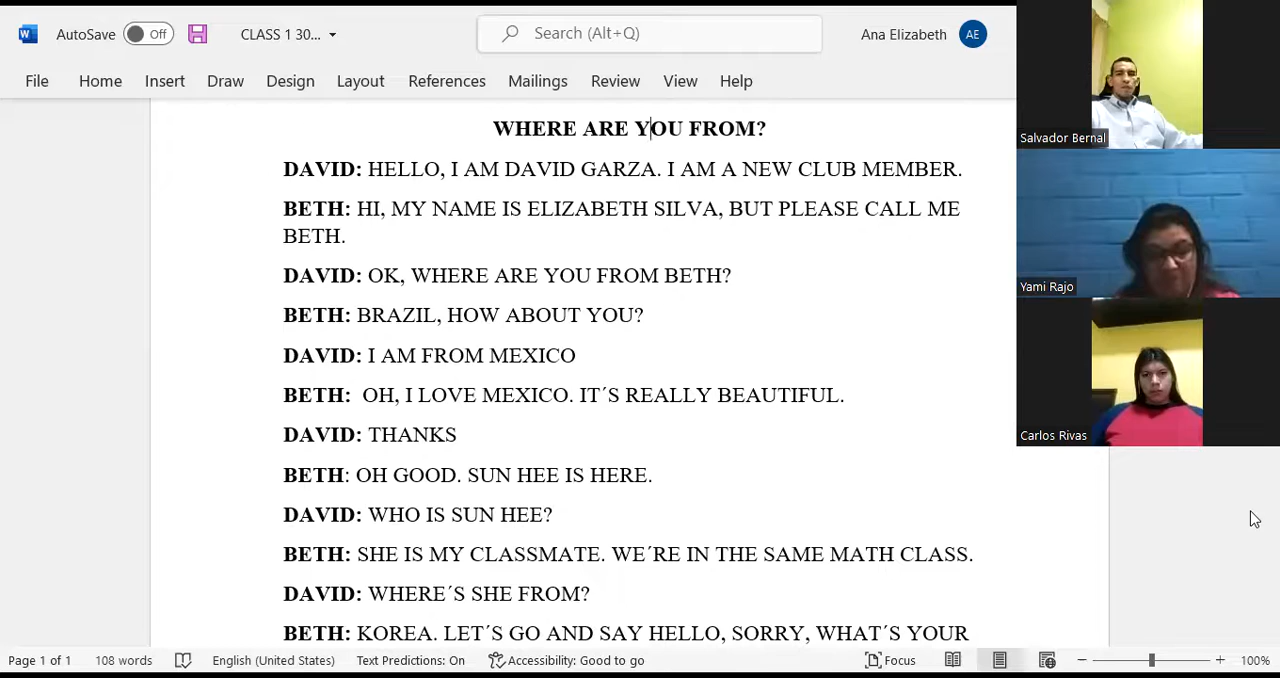 AutoSave Off CLASS 1 30... Search (Alt+Q) Ana Elizabeth AE
File Home Insert Draw Design Layout References Mailings Review View Help
WHERE ARE YOU FROM?
DAVID: HELLO, I AM DAVID GARZA. I AM A NEW CLUB MEMBER.
BETH: HI, MY NAME IS ELIZABETH SILVA, BUT PLEASE CALL ME
BETH.
DAVID: OK, WHERE ARE YOU FROM BETH?
BETH: BRAZIL, HOW ABOUT YOU?
DAVID: I AM FROM MEXICO
BETH: OH, I LOVE MEXICO. IT´S REALLY BEAUTIFUL.
DAVID: THANKS
BETH: OH GOOD. SUN HEE IS HERE.
DAVID: WHO IS SUN HEE?
BETH: SHE IS MY CLASSMATE. WE´RE IN THE SAME MATH CLASS.
DAVID: WHERE´S SHE FROM?
BETH: KOREA. LET´S GO AND SAY HELLO, SORRY, WHAT´S YOUR
Page 1 of 1 108 words English (United States) Text Predictions: On Accessibility: Good to go Focus 100%
Salvador Bernal
Yami Rajo
Carlos Rivas